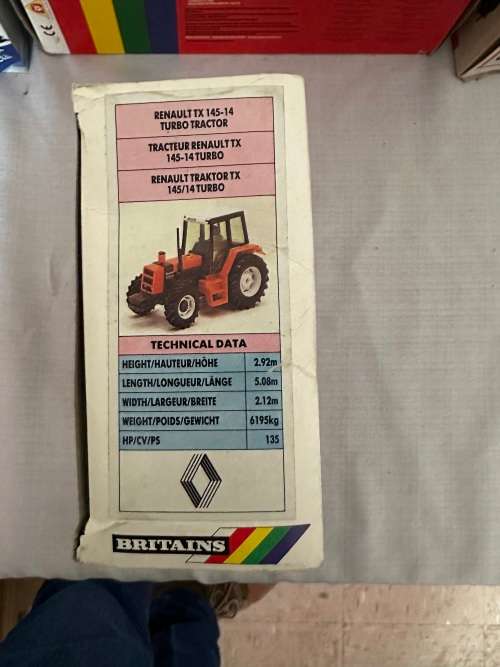 RENAULT TX 145-14
TURBO TRACTOR
TRACTEUR RENAULT TX
145-14 TURBO
RENAULT TRAKTOR TX
145/14 TURBO
TECHNICAL DATA
HEIGHT/HAUTEUR/HÖHE 2.92m
LENGTH/LONGUEUR/LÄNGE 5.08m
WIDTH/LARGEUR/BREITE 2.12m
WEIGHT/POIDS/GEWICHT 6195kg
HP/CV/PS 135
BRITAINS